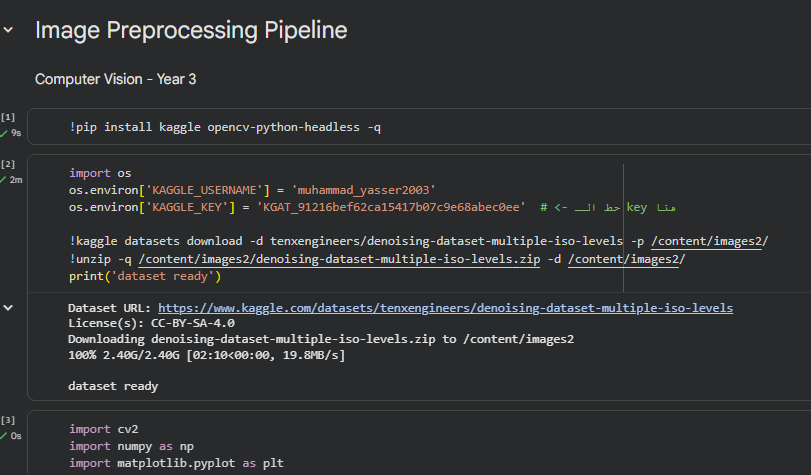 Image Preprocessing Pipeline
Computer Vision - Year 3
[1]
9s
!pip install kaggle opencv-python-headless -q
[2]
2m
import os
os.environ['KAGGLE_USERNAME'] = 'muhammad_yasser2003'
os.environ['KAGGLE_KEY'] = 'KGAT_91216bef62ca15417b07c9e68abec0ee' # <- حط الـ key هنا
!kaggle datasets download -d tenxengineers/denoising-dataset-multiple-iso-levels -p /content/images2/
!unzip -q /content/images2/denoising-dataset-multiple-iso-levels.zip -d /content/images2/
print('dataset ready')
Dataset URL: https://www.kaggle.com/datasets/tenxengineers/denoising-dataset-multiple-iso-levels
License(s): CC-BY-SA-4.0
Downloading denoising-dataset-multiple-iso-levels.zip to /content/images2
100% 2.40G/2.40G [02:10<00:00, 19.8MB/s]
dataset ready
[3]
0s
import cv2
import numpy as np
import matplotlib.pyplot as plt